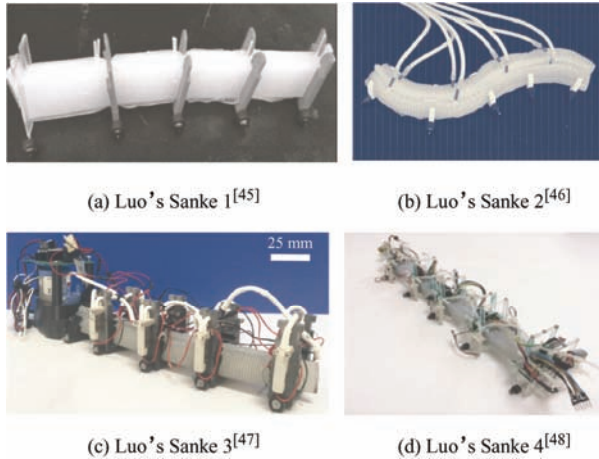 (a) Luo's Sanke 1[45]
(b) Luo's Sanke 2[46]
25 mm
(c) Luo's Sanke 3[47]
(d) Luo's Sanke 4[48]